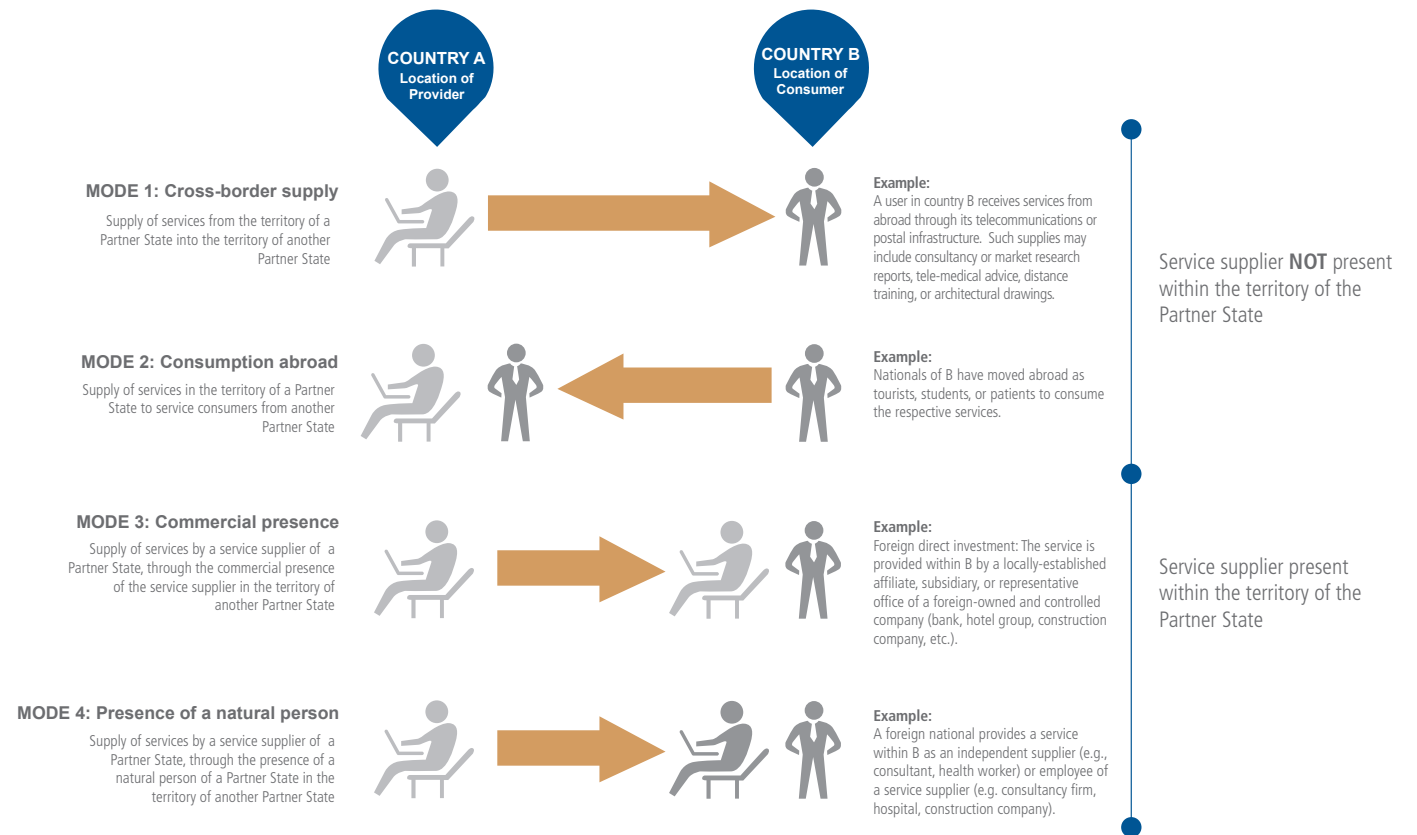 COUNTRY A
Location of
Provider
COUNTRY B
Location of
Consumer
MODE 1: Cross-border supply
Supply of services from the territory of a
Partner State into the territory of another
Partner State
Example:
A user in country B receives services from
abroad through its telecommunications or
postal infrastructure. Such supplies may
include consultancy or market research
reports, tele-medical advice, distance
training, or architectural drawings.
Service supplier NOT present
within the territory of the
Partner State
MODE 2: Consumption abroad
Supply of services in the territory of a Partner
State to service consumers from another
Partner State
Example:
Nationals of B have moved abroad as
tourists, students, or patients to consume
the respective services.
MODE 3: Commercial presence
Supply of services by a service supplier of a
Partner State, through the commercial presence
of the service supplier in the territory of
another Partner State
Example:
Foreign direct investment: The service is
provided within B by a locally-established
affiliate, subsidiary, or representative
office of a foreign-owned and controlled
company (bank, hotel group, construction
company, etc.).
Service supplier present
within the territory of the
Partner State
MODE 4: Presence of a natural person
Supply of services by a service supplier of a
Partner State, through the presence of a
natural person of a Partner State in the
territory of another Partner State
Example:
A foreign national provides a service
within B as an independent supplier (e.g.,
consultant, health worker) or employee of
a service supplier (e.g. consultancy firm,
hospital, construction company).